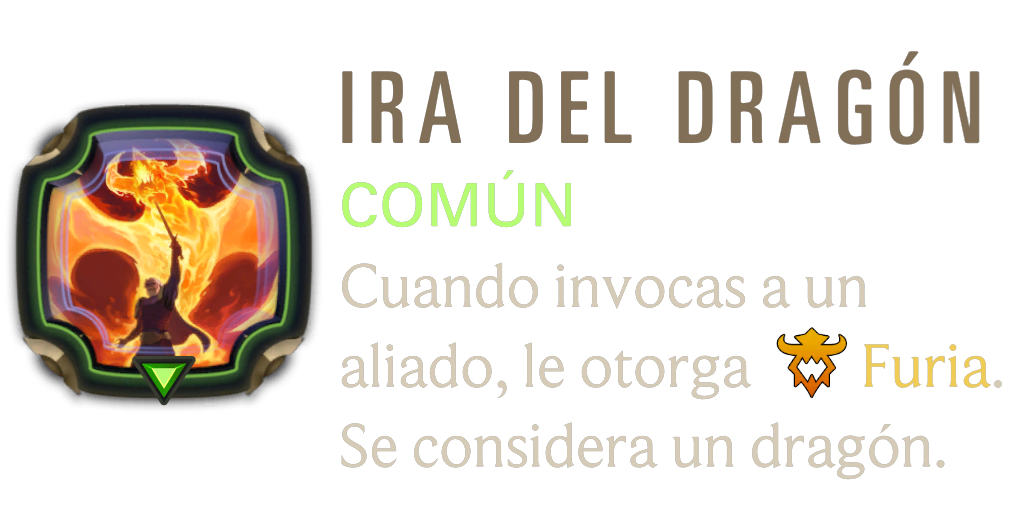 IRA DEL DRAGÓN
COMÚN
Cuando invocas a un
aliado, le otorga Furia.
Se considera un dragón.